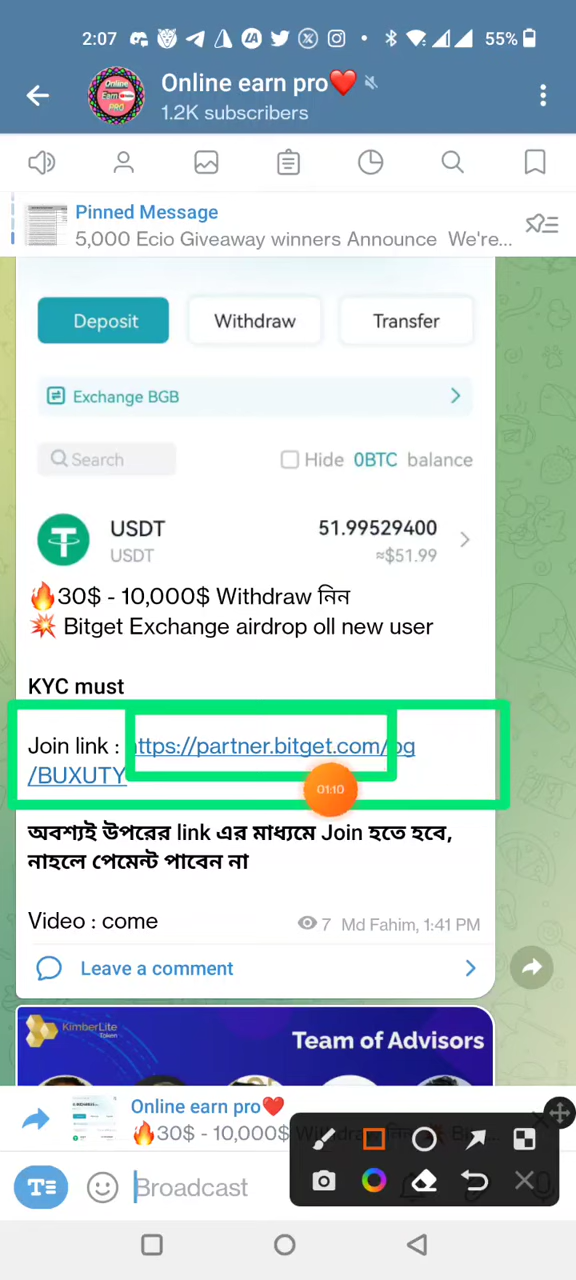 2:07
55%
Online earn pro❤️
1.2K subscribers
Pinned Message
5,000 Ecio Giveaway winners Announce We're...
Deposit
Withdraw
Transfer
Exchange BGB
Search
Hide 0BTC balance
USDT
51.99529400
USDT
≈$51.99
🔥30$ - 10,000$ Withdraw নিন
💥 Bitget Exchange airdrop oll new user
KYC must
Join link : ttps://partner.bitget.com/bg
/BUXUTY
01:10
অবশ্যই উপরের link এর মাধ্যমে Join হতে হবে,
নাহলে পেমেন্ট পাবেন না
Video : come
7 Md Fahim, 1:41 PM
Leave a comment
KimberLite
Token
Team of Advisors
Online earn pro❤️
🔥30$ - 10,000$
Broadcast